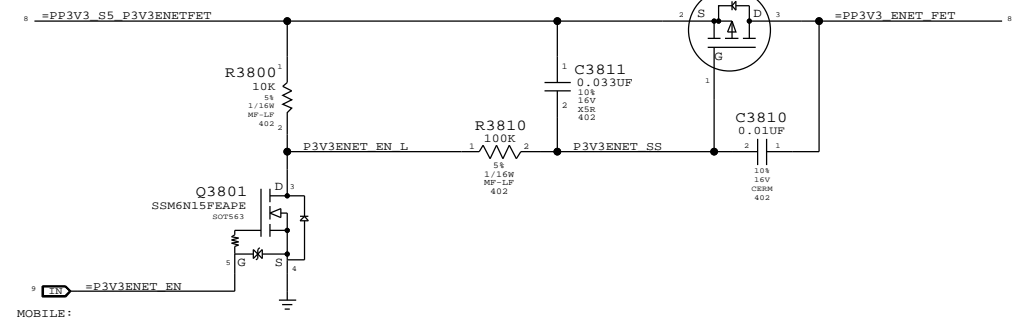 8 =PP3V3_S5_P3V3ENETFET
2 S D 3
=PP3V3_ENET_FET 8
G
1
R3800
10K
5%
1/16W
MF-LF
402
1
2
C3811
0.033UF
10%
16V
X5R
402
1
2
C3810
0.01UF
2 1
10%
16V
CERM
402
P3V3ENET_EN_L
R3810
100K
1 2
5%
1/16W
MF-LF
402
P3V3ENET_SS
Q3801
SSM6N15FEAPE
SOT563
D 3
5 G S
4
9 IN =P3V3ENET_EN
MOBILE: